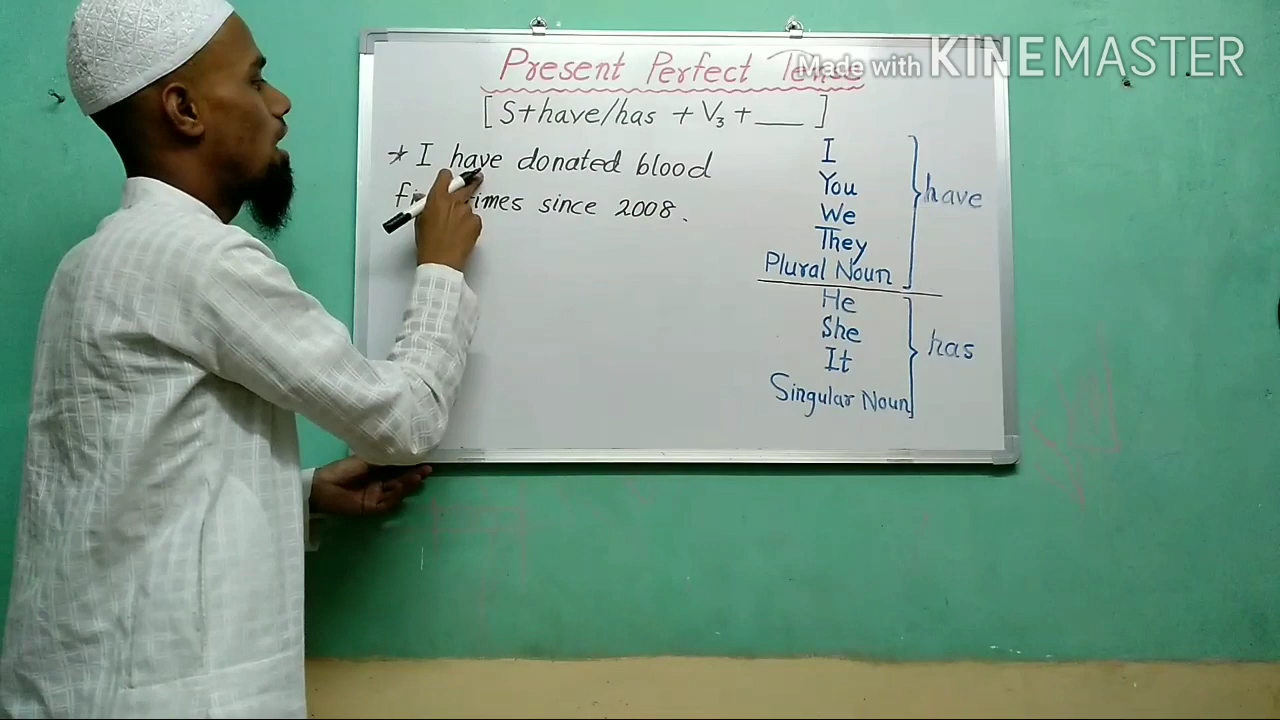 Present Perfect Tense
Made with KINEMASTER
[ S+have/has + V₃ + ___ ]
* I have donated blood
times since 2008.
I
You
We
They
Plural Noun
have
He
She
It
Singular Noun
has